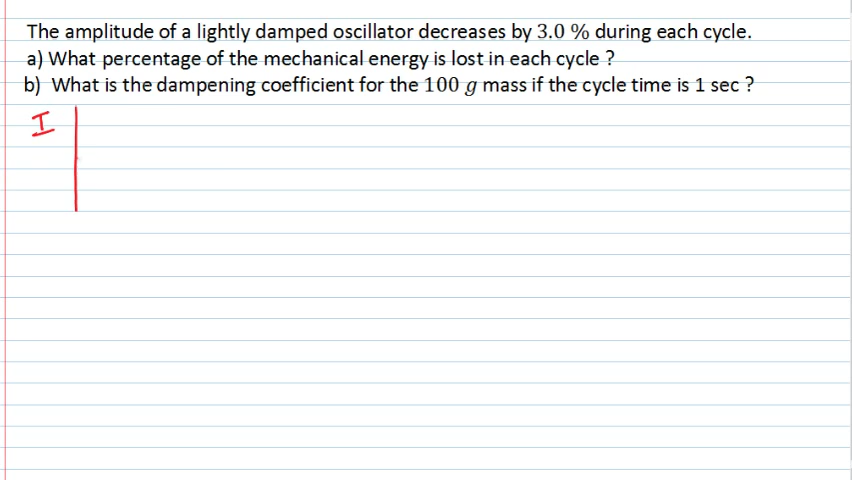 The amplitude of a lightly damped oscillator decreases by 3.0 % during each cycle.
a) What percentage of the mechanical energy is lost in each cycle ?
b) What is the dampening coefficient for the 100 g mass if the cycle time is 1 sec ?
I